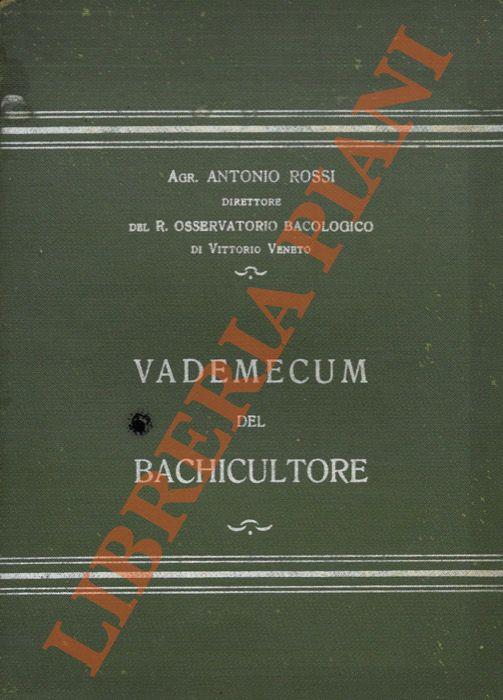 AGR. ANTONIO ROSSI
DIRETTORE
DEL R. OSSERVATORIO BACOLOGICO
DI VITTORIO VENETO
VADEMECUM
DEL
BACHICULTORE
LIBRERIA PIANI